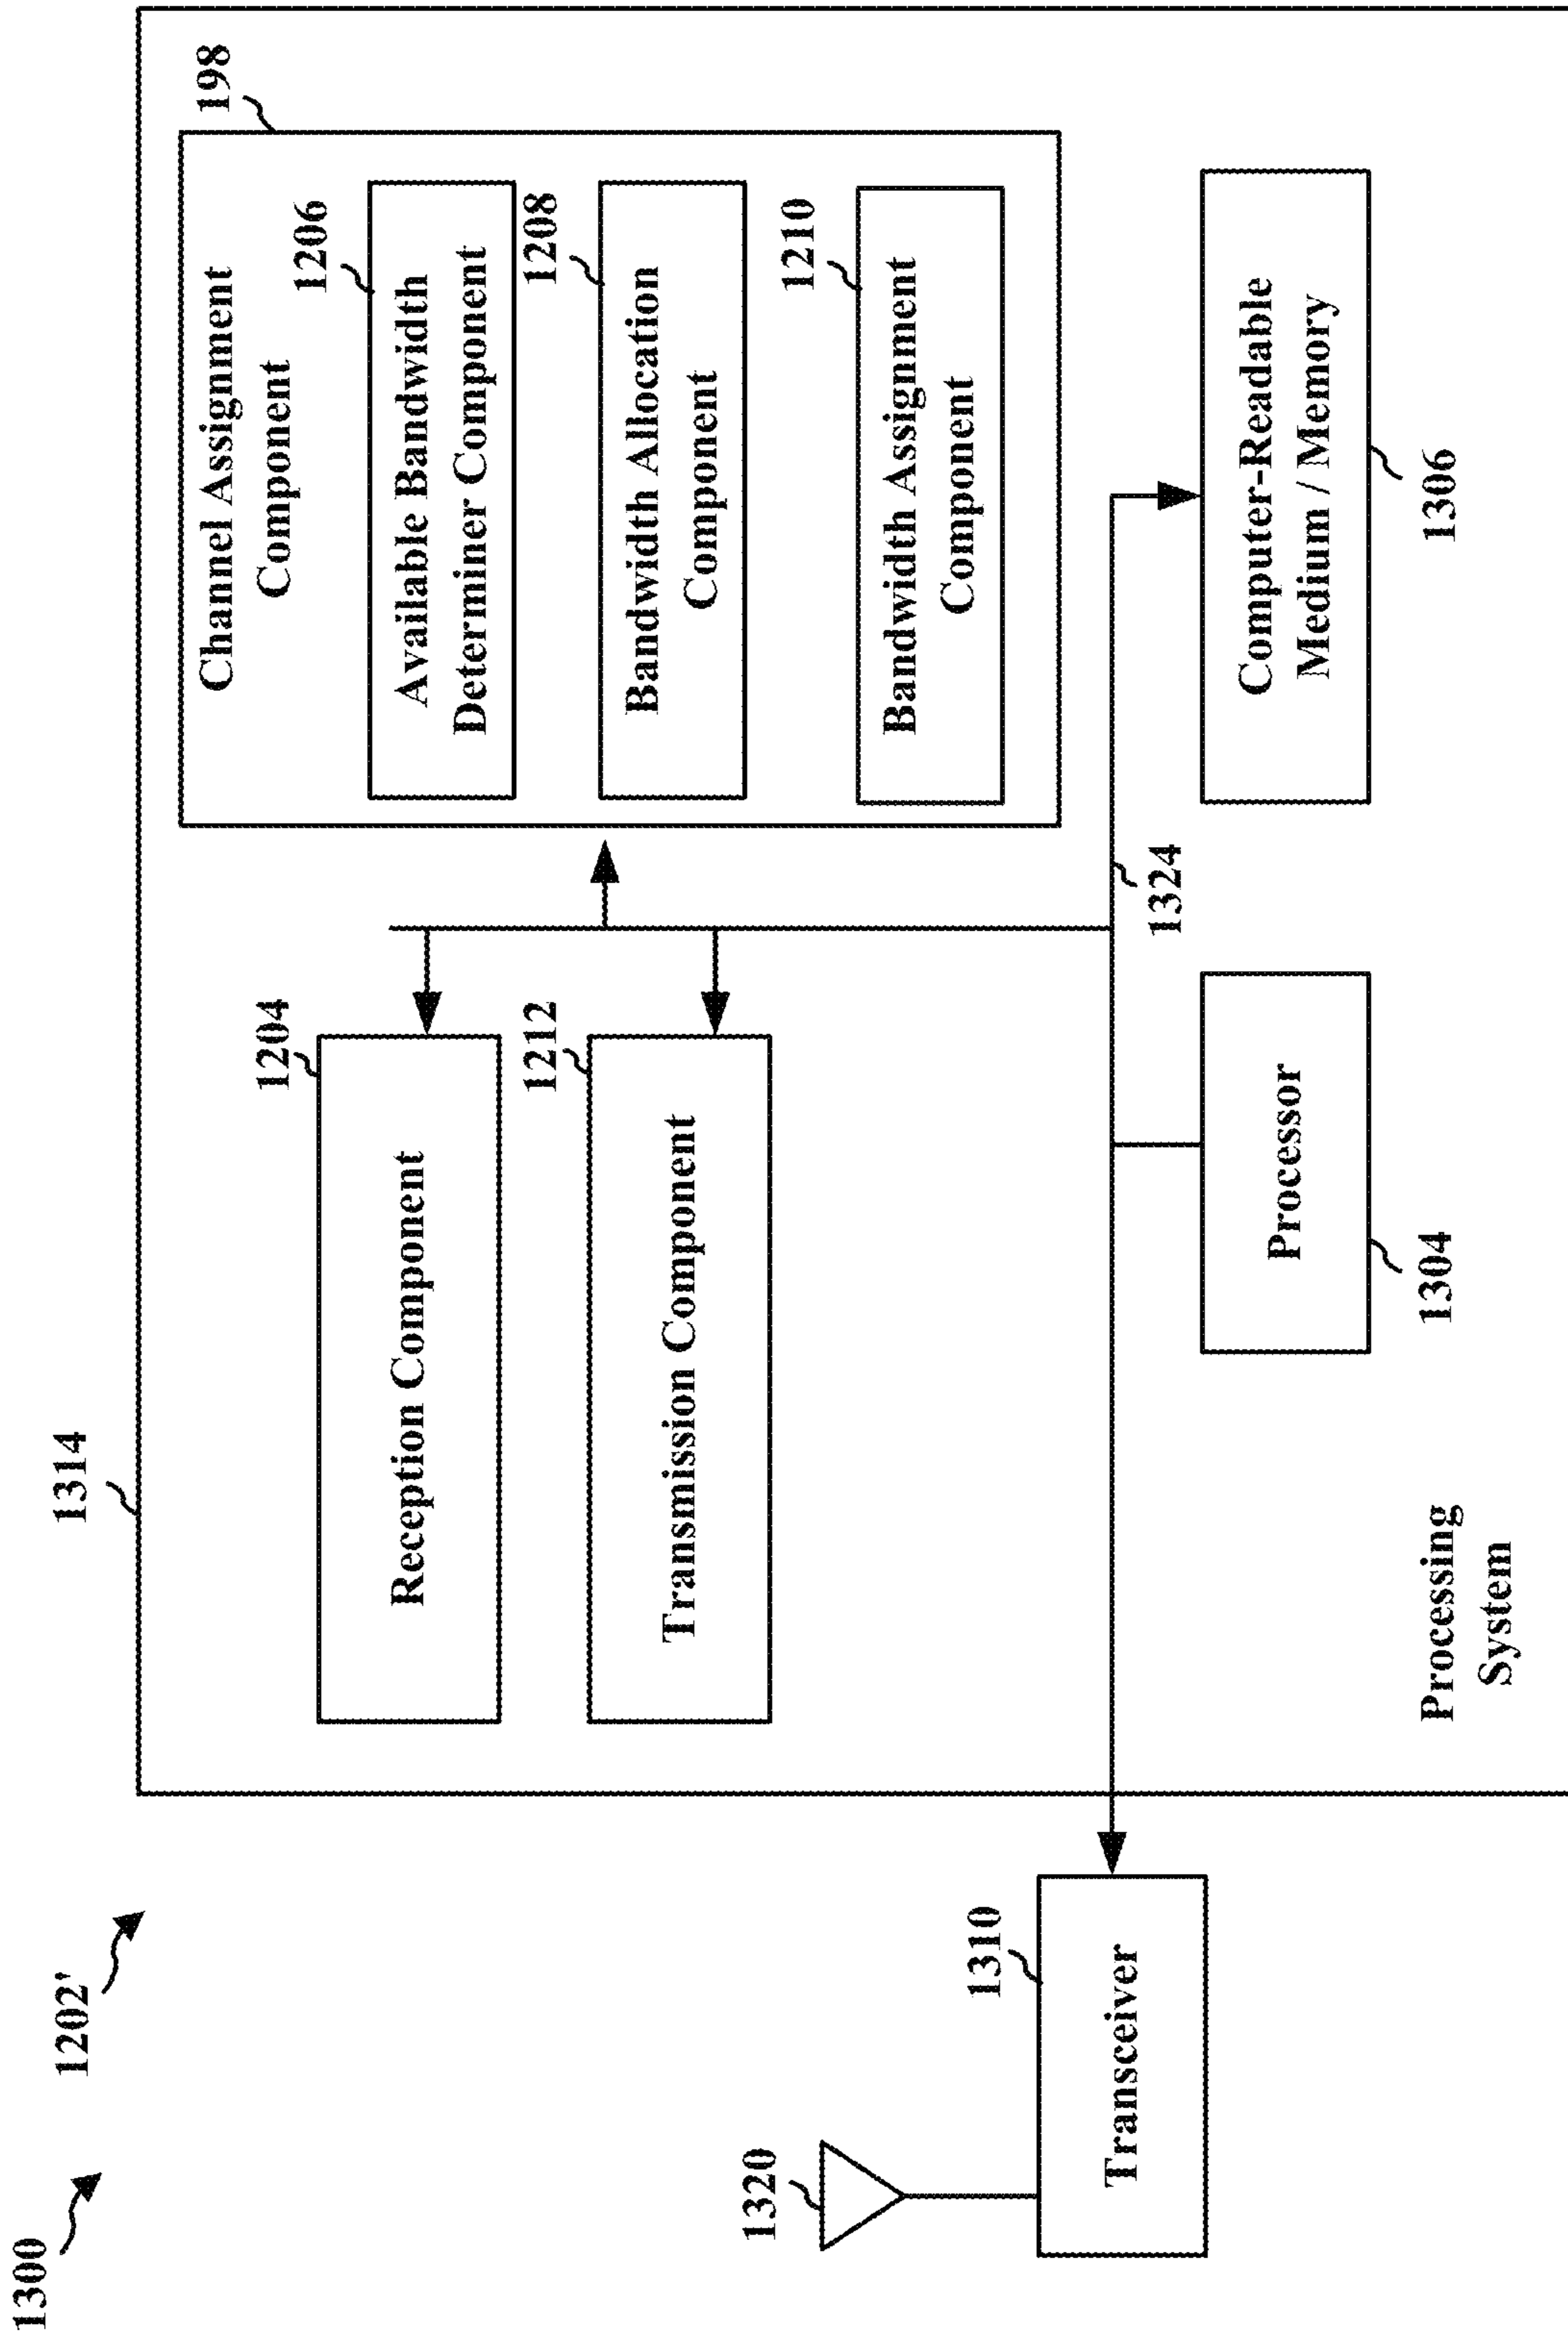 1300
1202'
1314
198
Channel Assignment
Component
1206
Available Bandwidth
Determiner Component
1208
Bandwidth Allocation
Component
1210
Bandwidth Assignment
Component
1204
Reception Component
1212
Transmission Component
1320
1310
Transceiver
1324
Processor
1304
Computer-Readable
Medium / Memory
1306
Processing
System